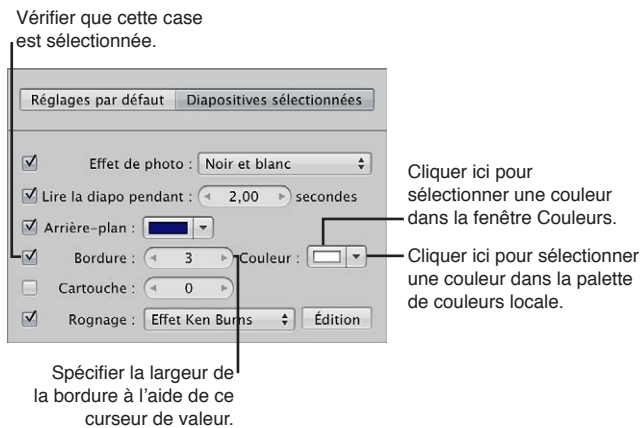 Vérifier que cette case
est sélectionnée.
Réglages par défaut Diapositives sélectionnées
Effet de photo : Noir et blanc
Lire la diapo pendant : 2,00 secondes
Arrière-plan :
Bordure : 3 Couleur :
Cartouche : 0
Rognage : Effet Ken Burns Édition
Cliquer ici pour
sélectionner une couleur
dans la fenêtre Couleurs.
Cliquer ici pour sélectionner
une couleur dans la palette
de couleurs locale.
Spécifier la largeur de
la bordure à l’aide de ce
curseur de valeur.